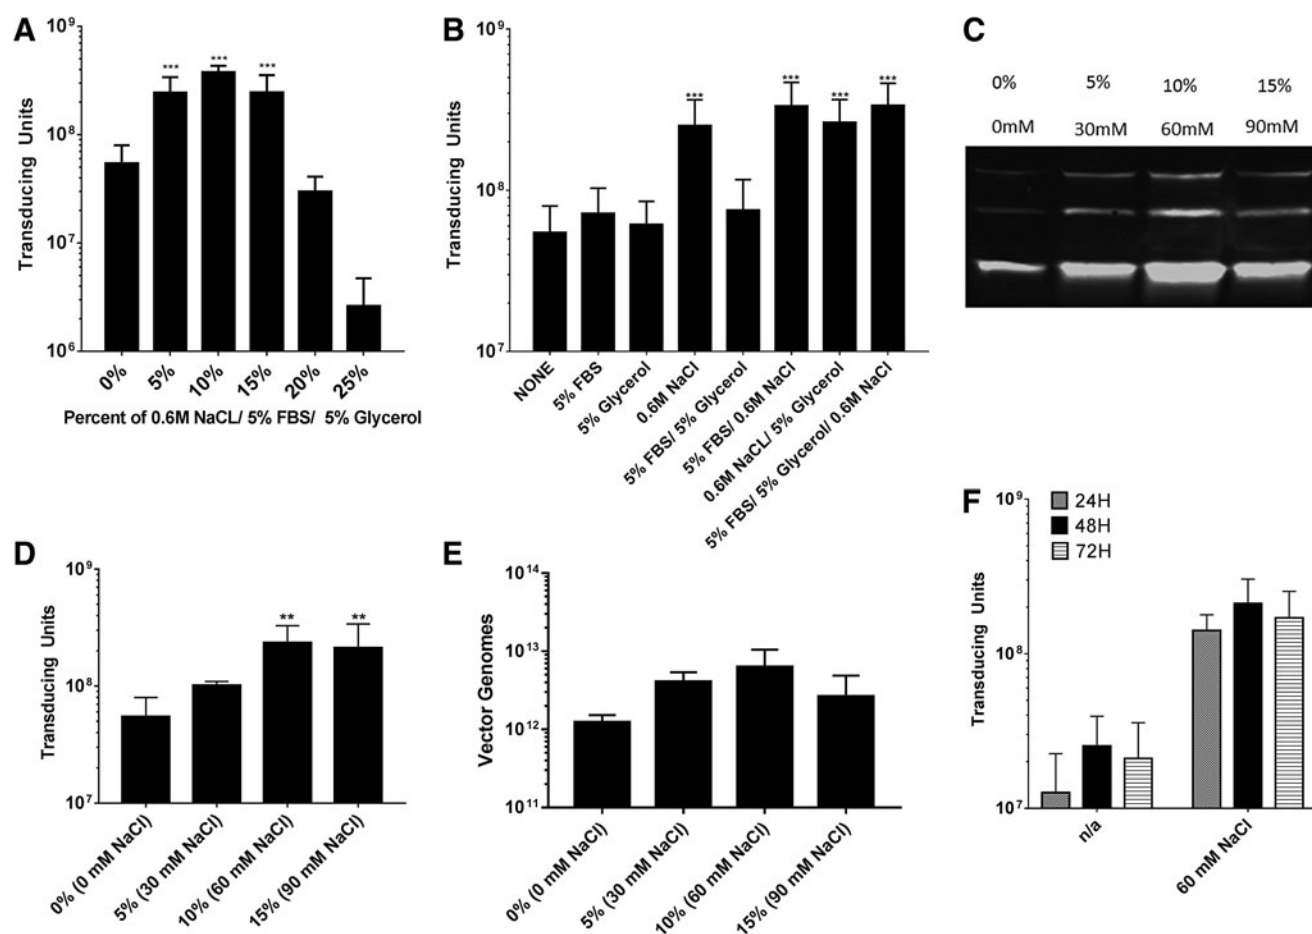 A
10⁹
10⁸
10⁷
10⁶
Transducing Units
*** *** ***
0% 5% 10% 15% 20% 25%
Percent of 0.6M NaCL/ 5% FBS/ 5% Glycerol
B
10⁹
10⁸
10⁷
Transducing Units
*** *** *** ***
NONE
5% FBS
5% Glycerol
0.6M NaCl
5% FBS/ 5% Glycerol
5% FBS/ 0.6M NaCl
0.6M NaCL/ 5% Glycerol
5% FBS/ 5% Glycerol/ 0.6M NaCl
C
0% 5% 10% 15%
0mM 30mM 60mM 90mM
D
10⁹
10⁸
10⁷
Transducing Units
** **
0% (0 mM NaCl)
5% (30 mM NaCl)
10% (60 mM NaCl)
15% (90 mM NaCl)
E
10¹⁴
10¹³
10¹²
10¹¹
Vector Genomes
0% (0 mM NaCl)
5% (30 mM NaCl)
10% (60 mM NaCl)
15% (90 mM NaCl)
F
10⁹
10⁸
10⁷
Transducing Units
24H
48H
72H
n/a
60 mM NaCl